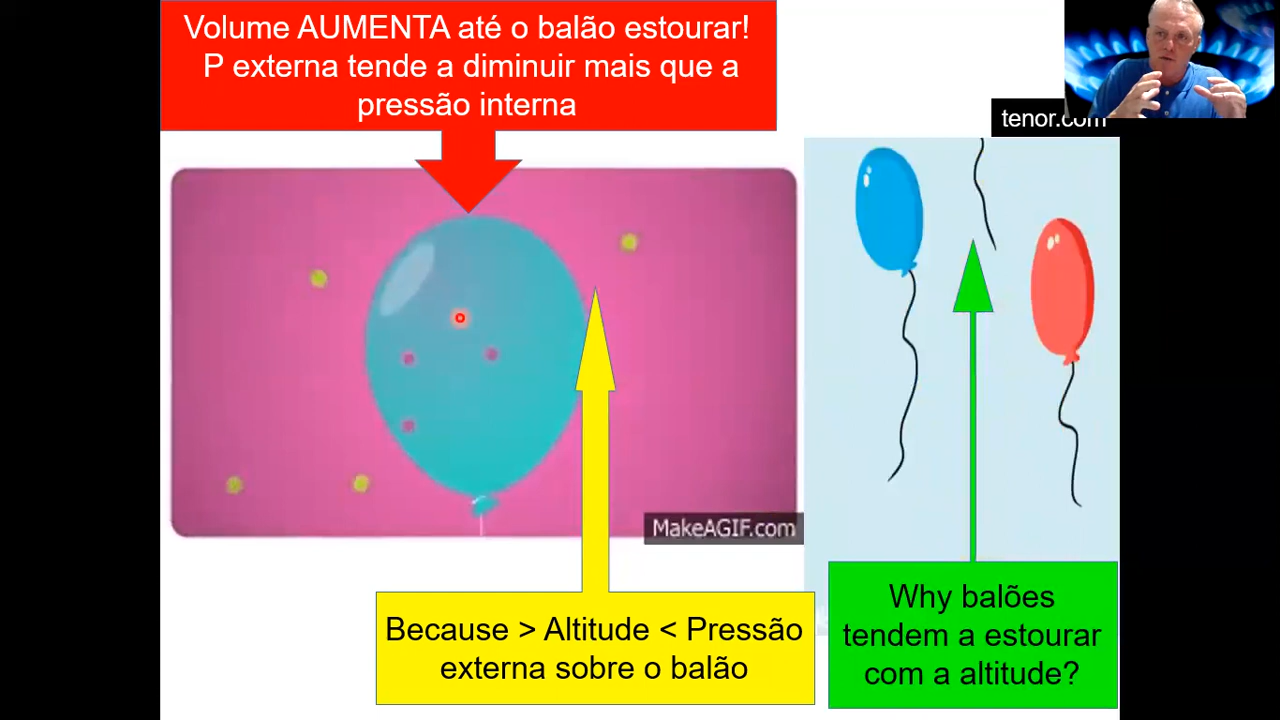 Volume AUMENTA até o balão estourar!
P externa tende a diminuir mais que a
pressão interna
tenor.com
MakeAGIF.com
Because > Altitude < Pressão
externa sobre o balão
Why balões
tendem a estourar
com a altitude?